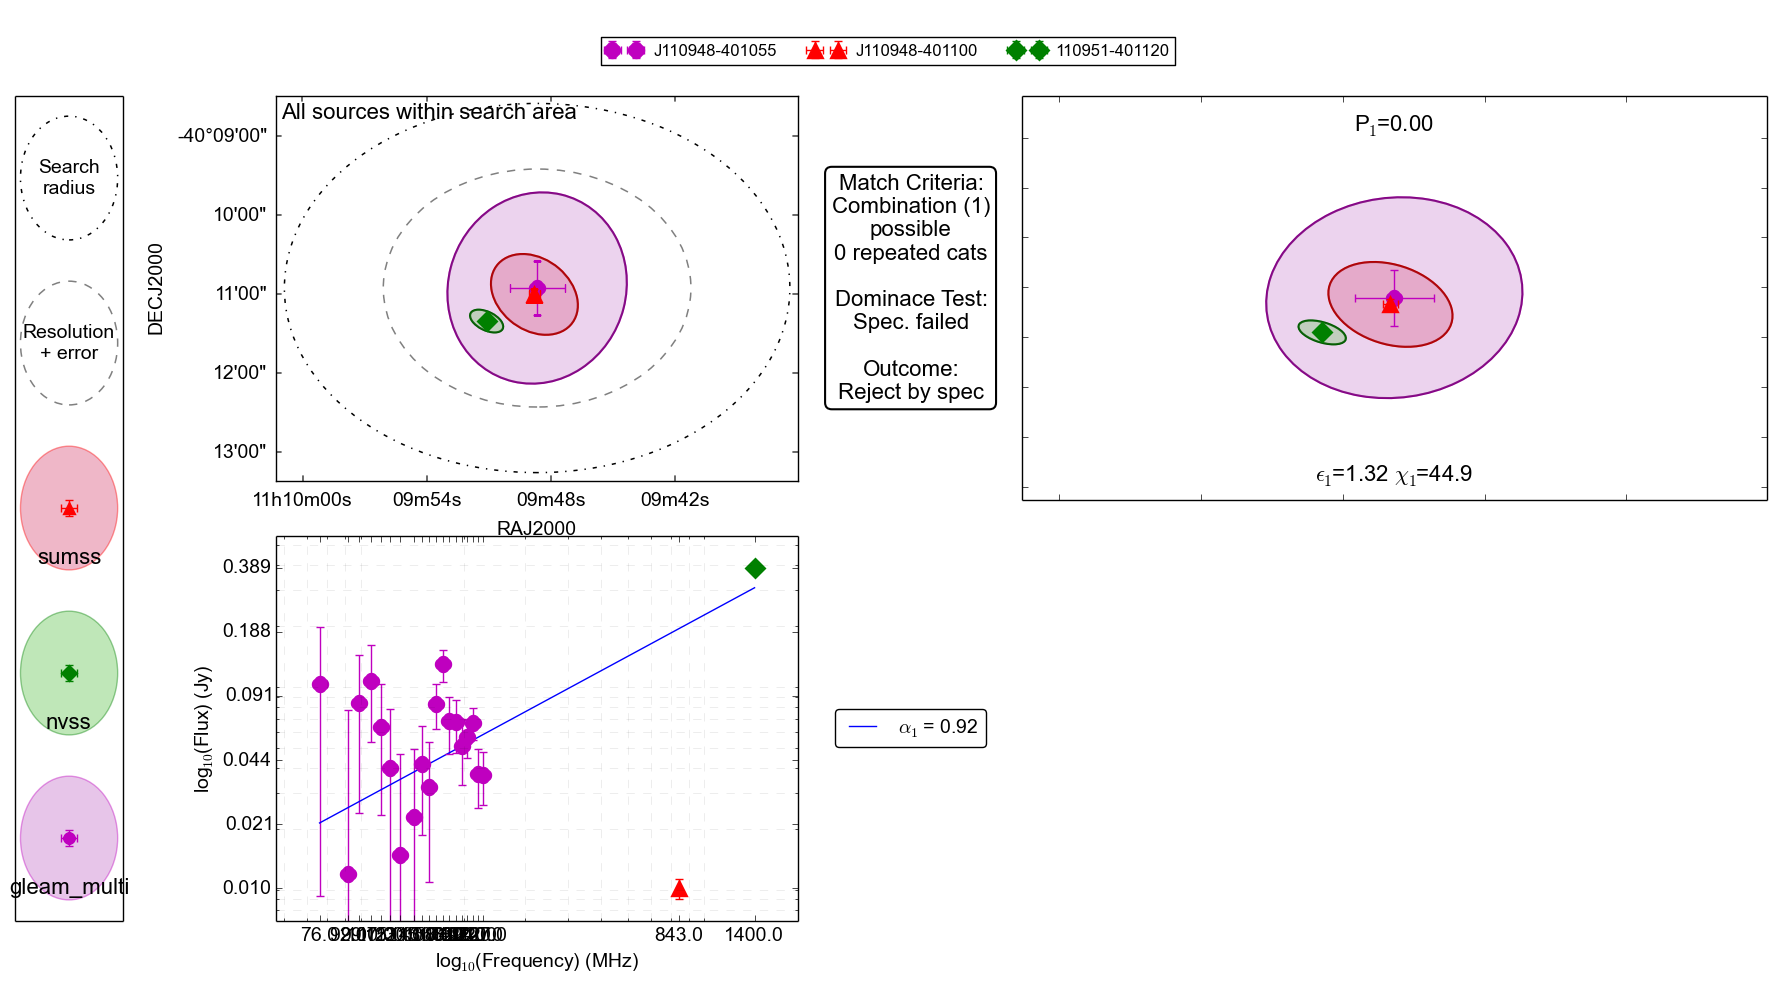 J110948-401055 J110948-401100 110951-401120
Search
radius
Resolution
+ error
sumss
nvss
gleam_multi
All sources within search area
DECJ2000
-40°09'00"
10'00"
11'00"
12'00"
13'00"
11h10m00s 09m54s 09m48s 09m42s
RAJ2000
Match Criteria:
Combination (1)
possible
0 repeated cats
Dominace Test:
Spec. failed
Outcome:
Reject by spec
P1=0.00
ϵ1=1.32 χ1=44.9
log10(Flux) (Jy)
0.389
0.188
0.091
0.044
0.021
0.010
76.0 843.0 1400.0
log10(Frequency) (MHz)
α1 = 0.92